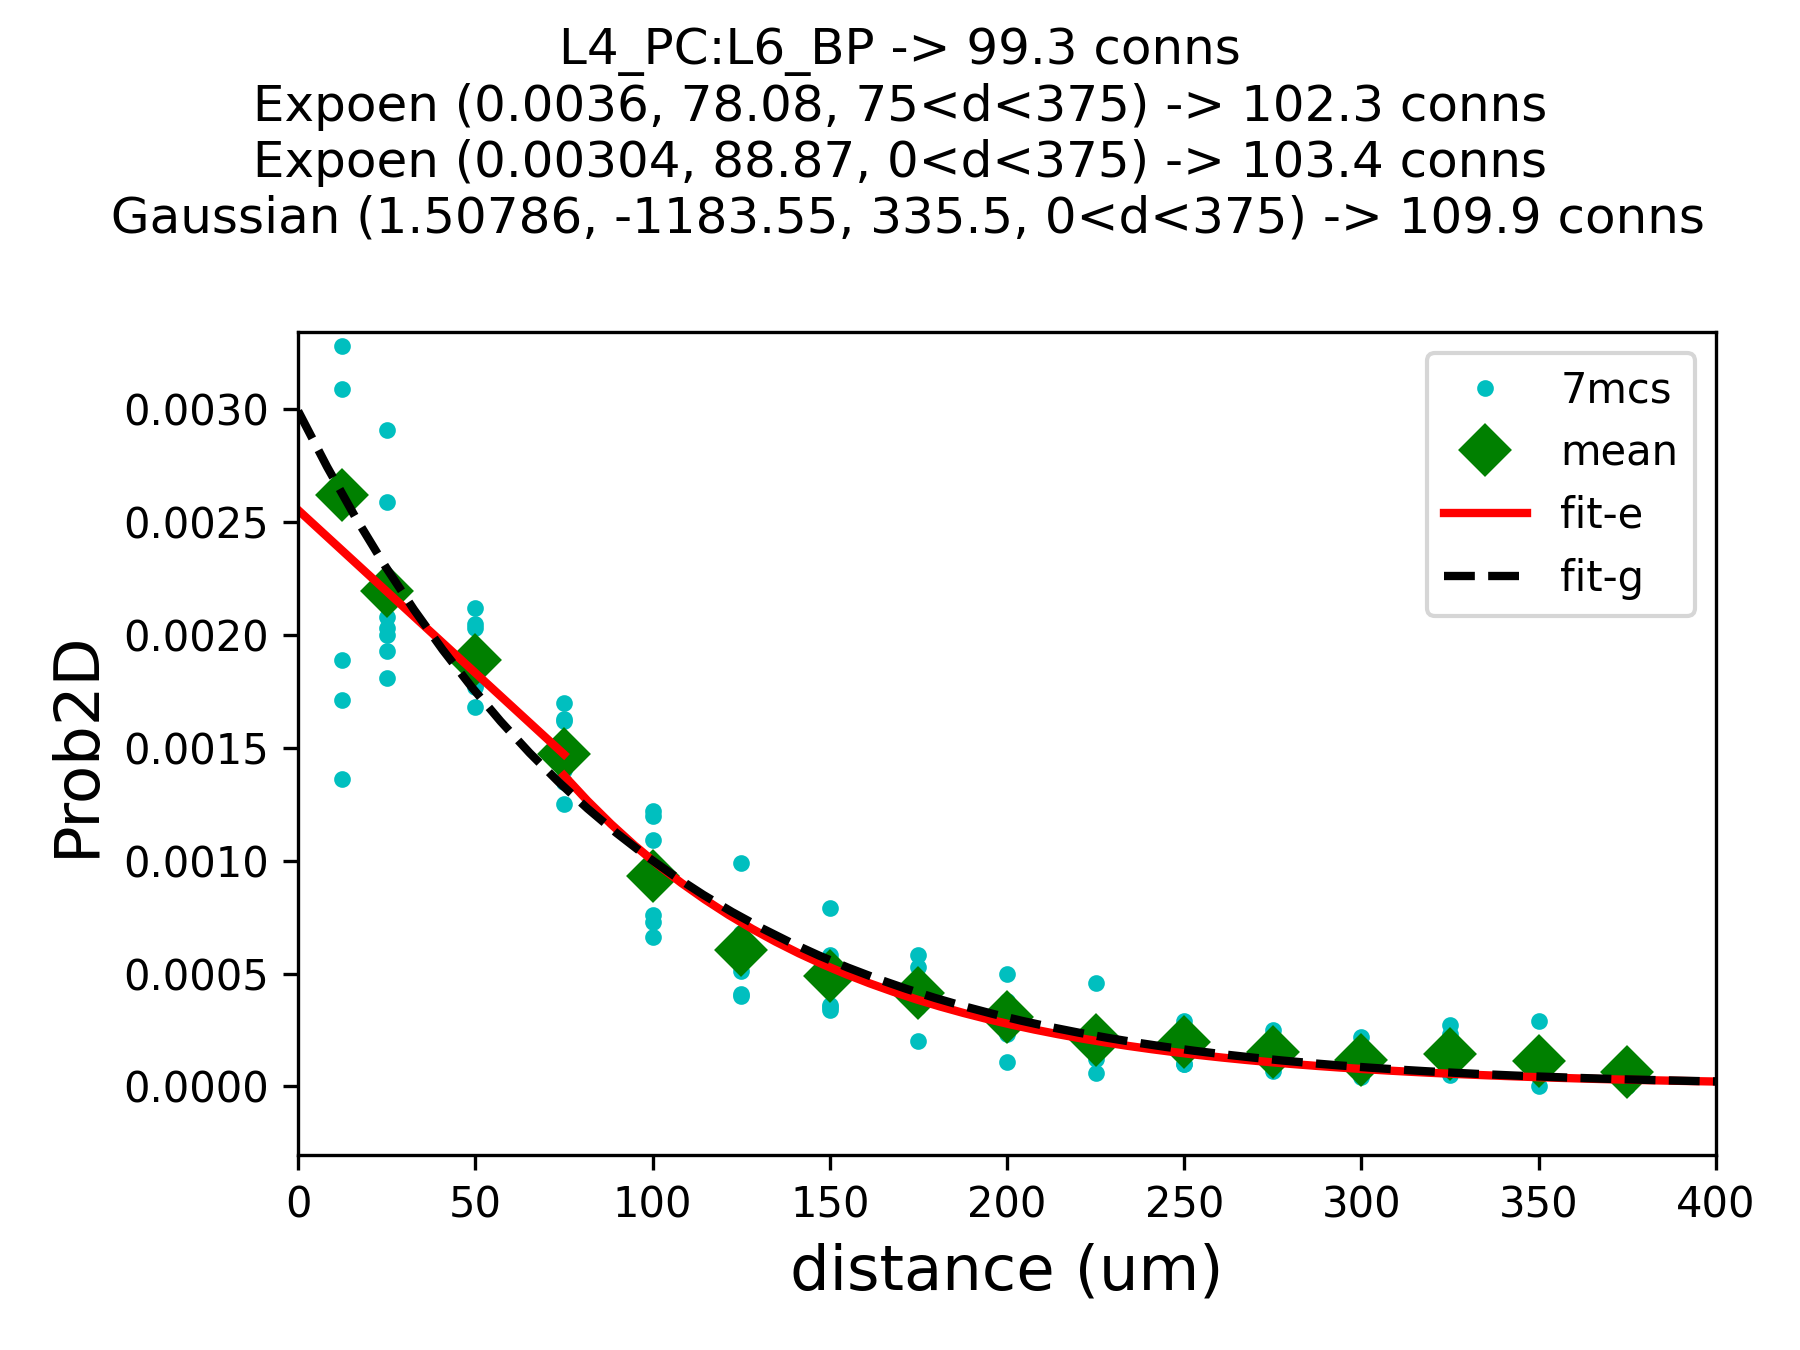 L4_PC:L6_BP -> 99.3 conns
Expoen (0.0036, 78.08, 75<d<375) -> 102.3 conns
Expoen (0.00304, 88.87, 0<d<375) -> 103.4 conns
Gaussian (1.50786, -1183.55, 335.5, 0<d<375) -> 109.9 conns
7mcs
mean
fit-e
fit-g
Prob2D
0.0030
0.0025
0.0020
0.0015
0.0010
0.0005
0.0000
0 50 100 150 200 250 300 350 400
distance (um)